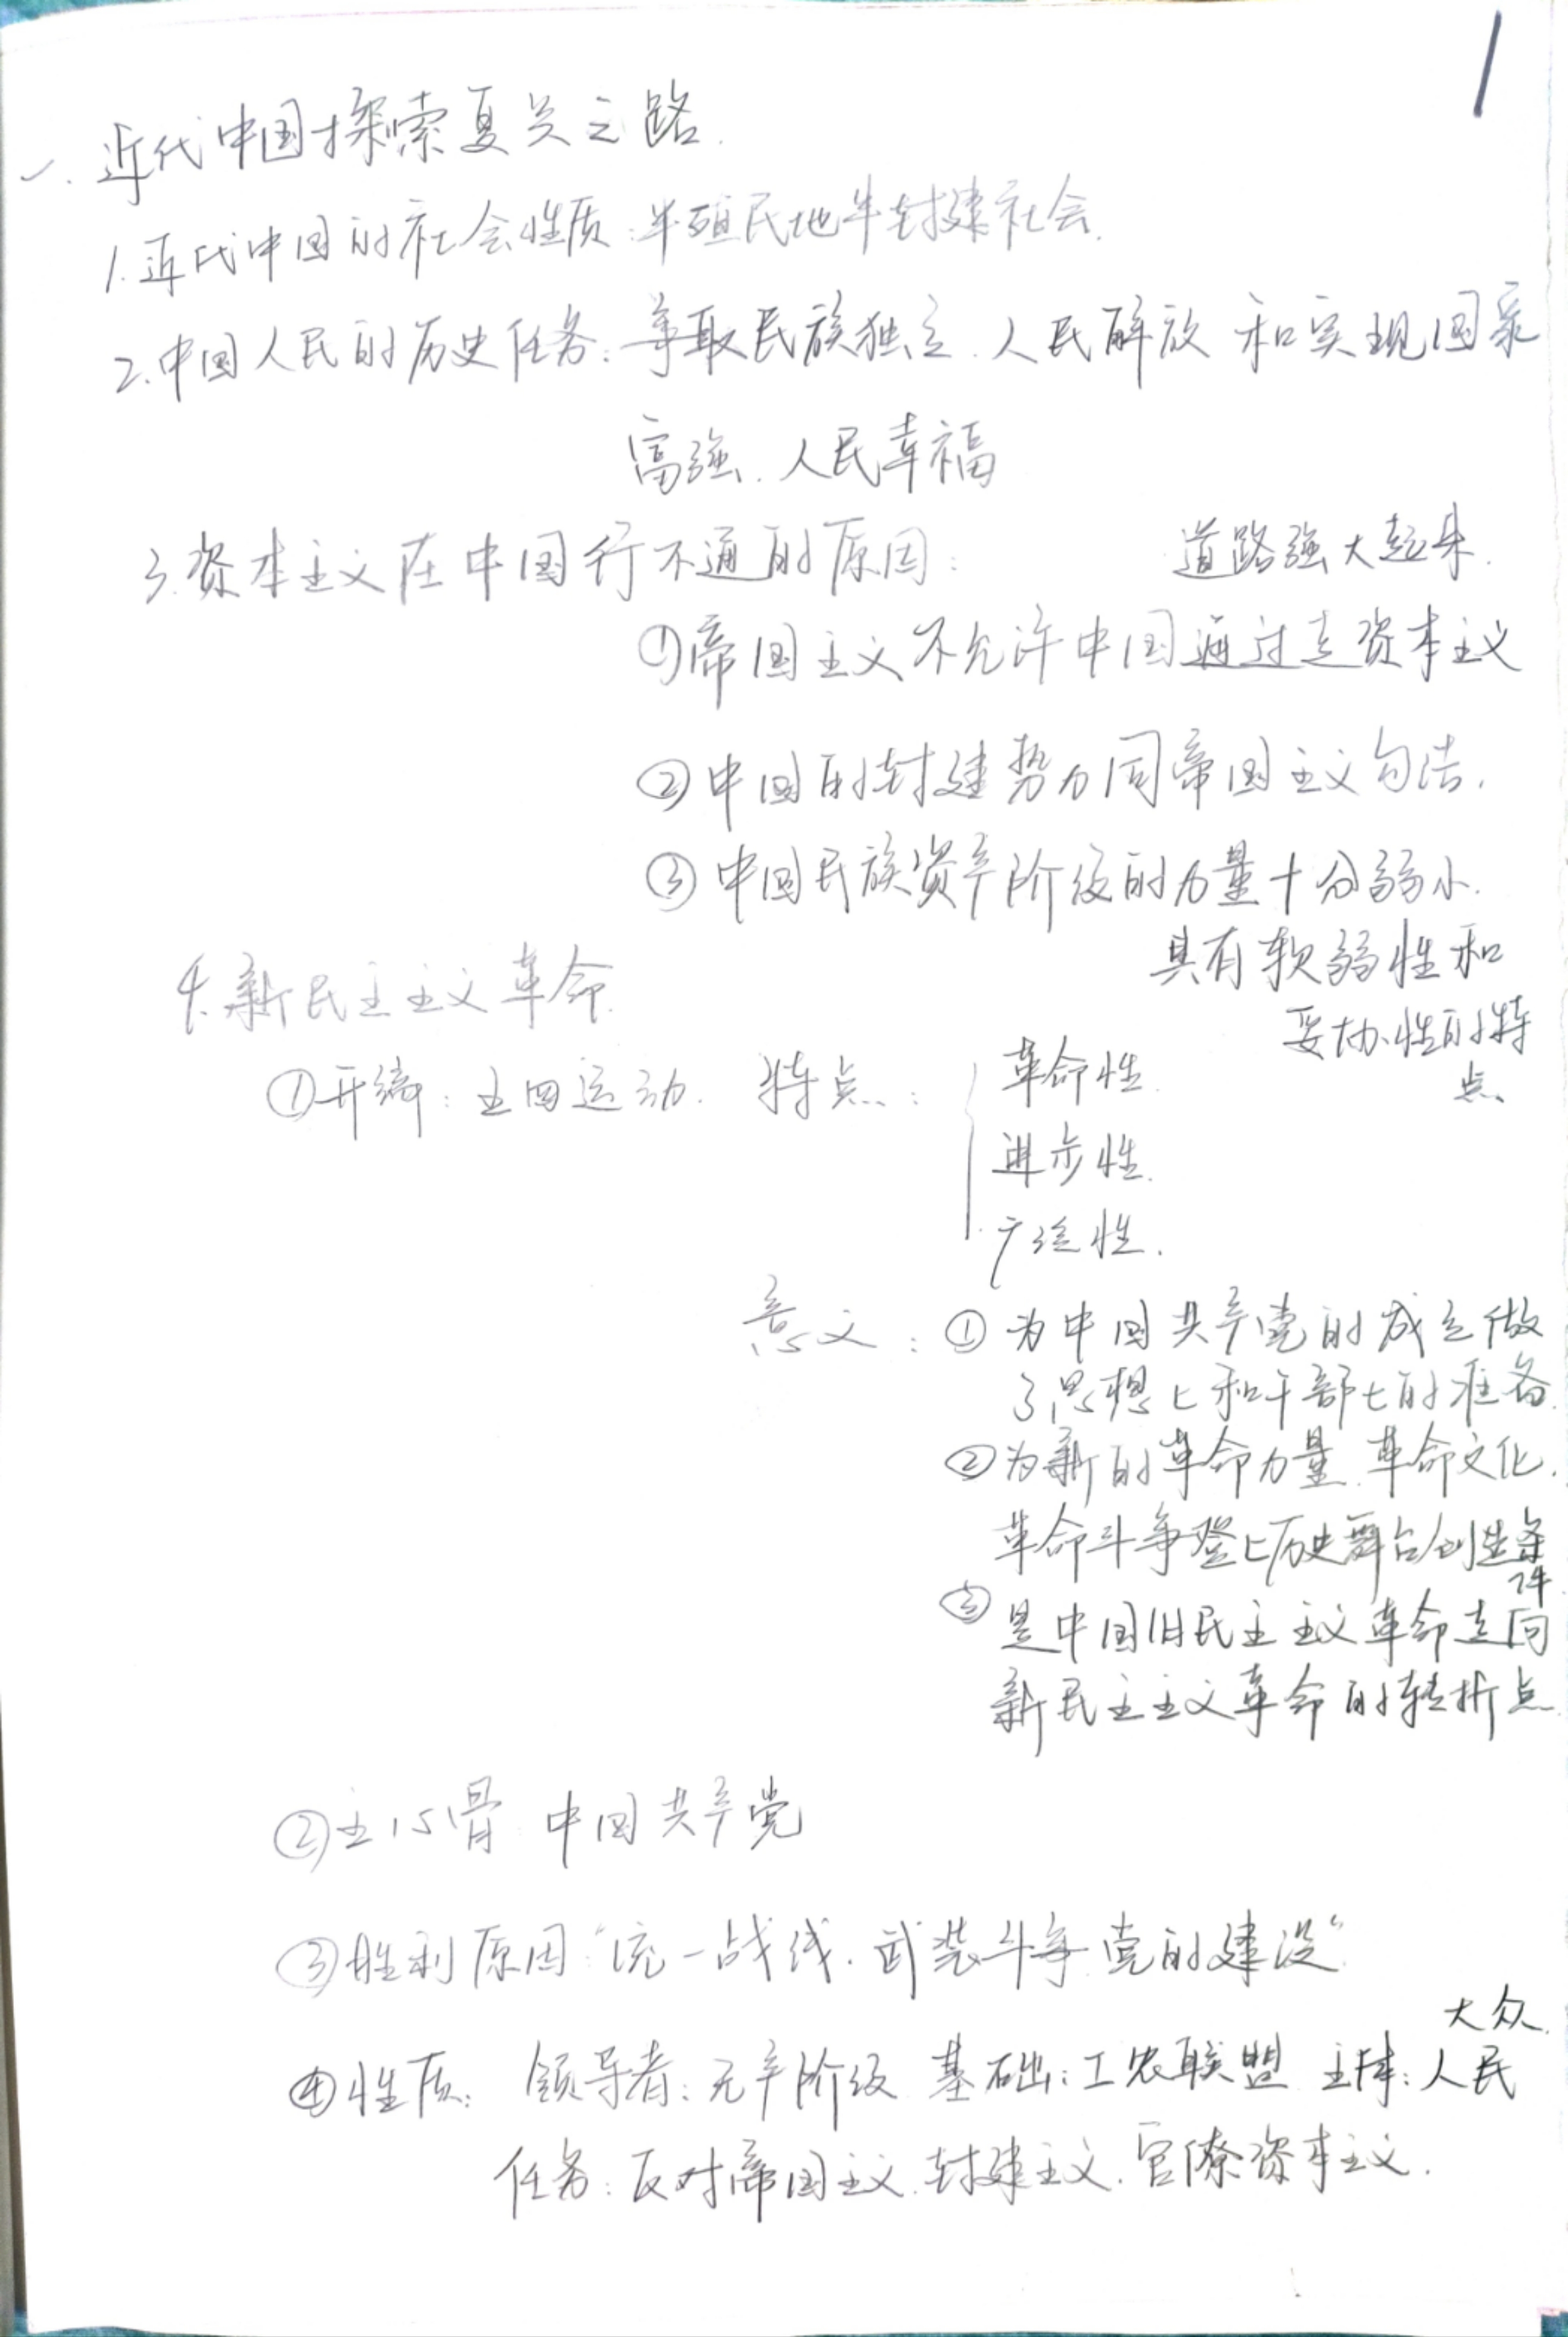 1
一. 近代中国探索复兴之路.
1. 近代中国的社会性质: 半殖民地半封建社会.
2. 中国人民的历史任务: 争取民族独立. 人民解放 和实现国家
富强. 人民幸福
3. 资本主义在中国行不通的原因:
道路强大起来.
①帝国主义不允许中国通过走资本主义
②中国的封建势力同帝国主义勾结.
③中国民族资产阶级的力量十分弱小.
具有软弱性和
妥协性的特
点
4. 新民主主义革命.
①开端: 五四运动. 特点: 革命性.
进步性.
广泛性.
意义: ①为中国共产党的成立做
了思想上和干部上的准备.
②为新的革命力量. 革命文化.
革命斗争登上历史舞台创造条
件
③是中国旧民主主义革命走向
新民主主义革命的转折点
②主心骨 中国共产党
③胜利原因“统一战线. 武装斗争 党的建设“
大众.
④性质: 领导者: 无产阶级 基础: 工农联盟 主体: 人民
任务: 反对帝国主义. 封建主义. 官僚资本主义.